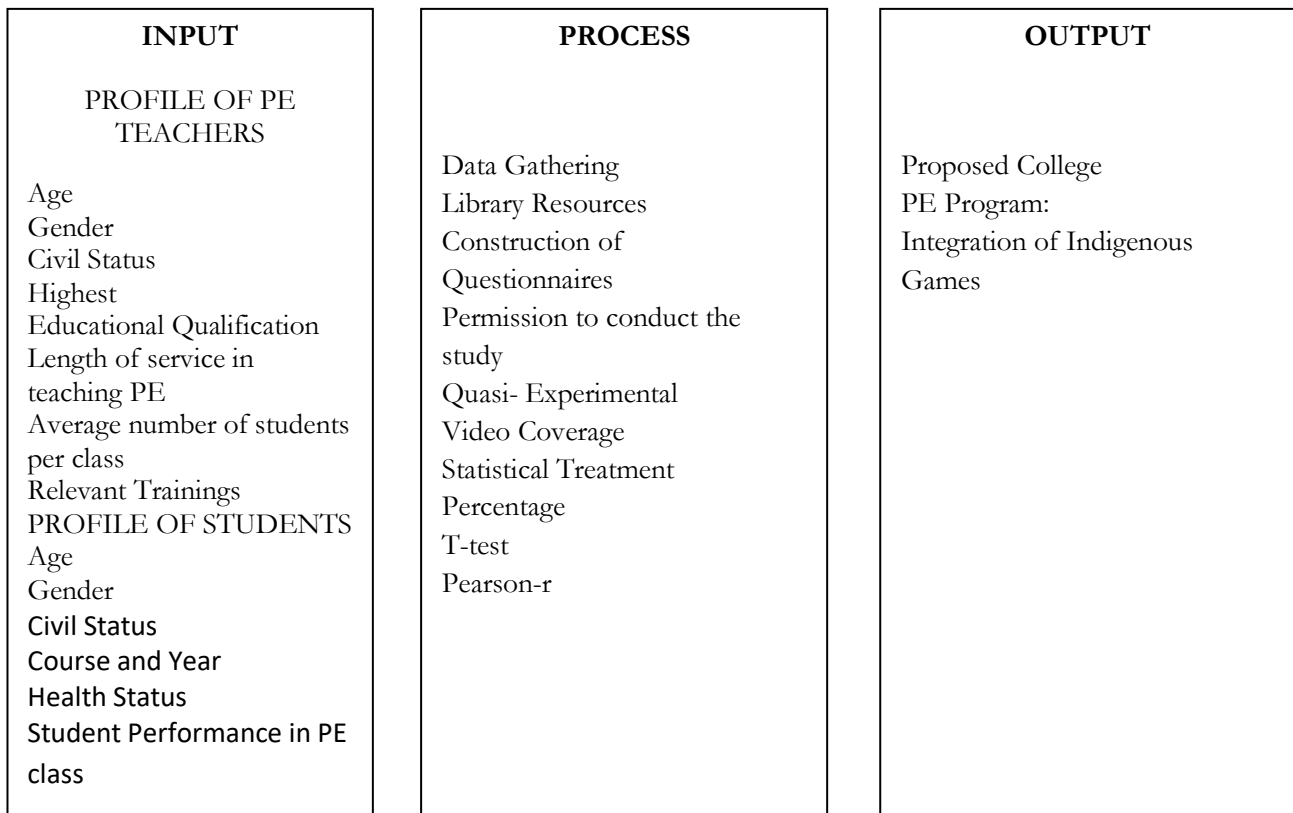 INPUT
PROFILE OF PE
TEACHERS
Age
Gender
Civil Status
Highest
Educational Qualification
Length of service in
teaching PE
Average number of students
per class
Relevant Trainings
PROFILE OF STUDENTS
Age
Gender
Civil Status
Course and Year
Health Status
Student Performance in PE
class
PROCESS
Data Gathering
Library Resources
Construction of
Questionnaires
Permission to conduct the
study
Quasi- Experimental
Video Coverage
Statistical Treatment
Percentage
T-test
Pearson-r
OUTPUT
Proposed College
PE Program:
Integration of Indigenous
Games